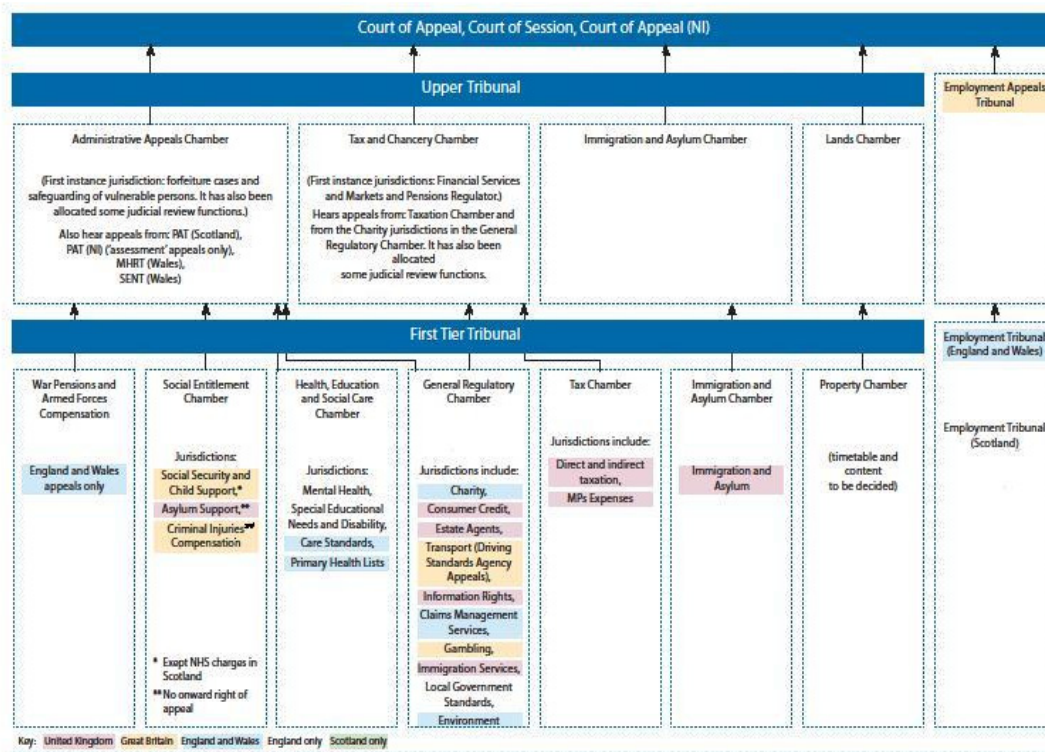 Court of Appeal, Court of Session, Court of Appeal (NI)
Upper Tribunal
Employment Appeals
Tribunal
Administrative Appeals Chamber
(First instance jurisdiction: forfeiture cases and
safeguarding of vulnerable persons. It has also been
allocated some judicial review functions.)
Also hear appeals from: PAT (Scotland),
PAT (NI) ('assessment' appeals only),
MHRT (Wales),
SENT (Wales)
Tax and Chancery Chamber
(First instance jurisdictions: Financial Services
and Markets and Pensions Regulator.)
Hears appeals from: Taxation Chamber and
from the Charity jurisdictions in the General
Regulatory Chamber. It has also been
allocated
some judicial review functions.
Immigration and Asylum Chamber
Lands Chamber
First Tier Tribunal
Employment Tribunal
(England and Wales)
Employment Tribunal
(Scotland)
War Pensions and
Armed Forces
Compensation
England and Wales
appeals only
Social Entitlement
Chamber
Jurisdictions:
Social Security and
Child Support,*
Asylum Support,**
Criminal Injuries
Compensation
* Exept NHS charges in
Scotland
** No onward right of
appeal
Health, Education
and Social Care
Chamber
Jurisdictions:
Mental Health,
Special Educational
Needs and Disability,
Care Standards,
Primary Health Lists
General Regulatory
Chamber
Jurisdictions include:
Charity,
Consumer Credit,
Estate Agents,
Transport (Driving
Standards Agency
Appeals),
Information Rights,
Claims Management
Services,
Gambling,
Immigration Services,
Local Government
Standards,
Environment
Tax Chamber
Jurisdictions include:
Direct and indirect
taxation,
MPs Expenses
Immigration and
Asylum Chamber
Immigration and
Asylum
Property Chamber
(timetable and
content
to be decided)
Key: United Kingdom Great Britain England and Wales England only Scotland only